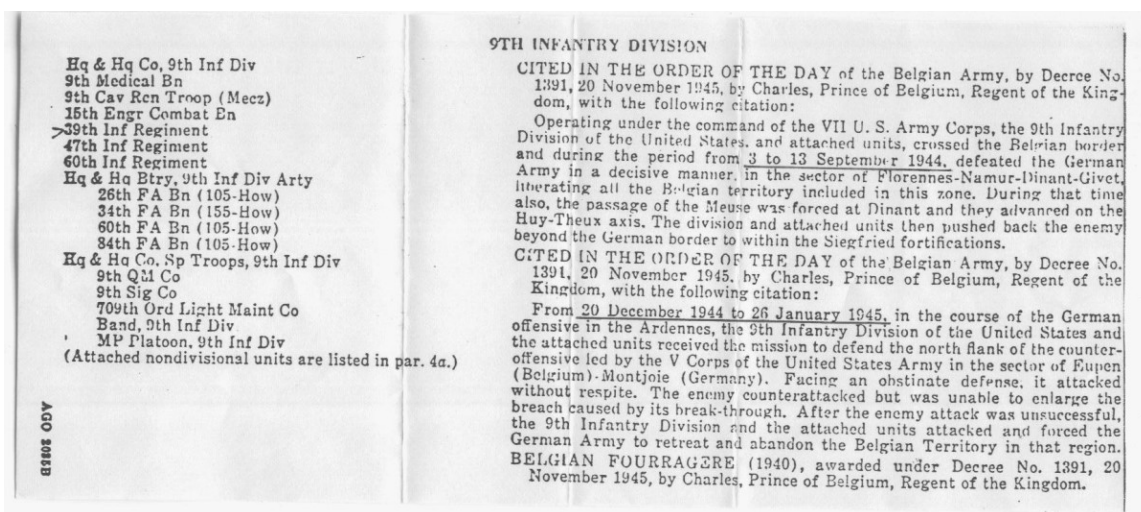 Hq & Hq Co, 9th Inf Div
9th Medical Bn
9th Cav Rcn Troop (Mecz)
15th Engr Combat Bn
>39th Inf Regiment
47th Inf Regiment
60th Inf Regiment
Hq & Hq Btry, 9th Inf Div Arty
26th FA Bn (105-How)
34th FA Bn (155-How)
60th FA Bn (105-How)
84th FA Bn (105-How)
Hq & Hq Co, Sp Troops, 9th Inf Div
9th QM Co
9th Sig Co
709th Ord Light Maint Co
Band, 9th Inf Div
MP Platoon, 9th Inf Div
(Attached nondivisional units are listed in par. 4a.)
AGO 2085B
9TH INFANTRY DIVISION
CITED IN THE ORDER OF THE DAY of the Belgian Army, by Decree No.
1391, 20 November 1945, by Charles, Prince of Belgium, Regent of the King-
dom, with the following citation:
Operating under the command of the VII U. S. Army Corps, the 9th Infantry
Division of the United States, and attached units, crossed the Belgian border
and during the period from 3 to 13 September 1944, defeated the German
Army in a decisive manner, in the sector of Florennes-Namur-Dinant-Givet,
liberating all the Belgian territory included in this zone. During that time
also, the passage of the Meuse was forced at Dinant and they advanced on the
Huy-Theux axis. The division and attached units then pushed back the enemy
beyond the German border to within the Siegfried fortifications.
CITED IN THE ORDER OF THE DAY of the Belgian Army, by Decree No.
1391, 20 November 1945, by Charles, Prince of Belgium, Regent of the
Kingdom, with the following citation:
From 20 December 1944 to 26 January 1945, in the course of the German
offensive in the Ardennes, the 9th Infantry Division of the United States and
the attached units received the mission to defend the north flank of the counter-
offensive led by the V Corps of the United States Army in the sector of Eupen
(Belgium)-Montjoie (Germany). Facing an obstinate defense, it attacked
without respite. The enemy counterattacked but was unable to enlarge the
breach caused by its break-through. After the enemy attack was unsuccessful,
the 9th Infantry Division and the attached units attacked and forced the
German Army to retreat and abandon the Belgian Territory in that region.
BELGIAN FOURRAGERE (1940), awarded under Decree No. 1391, 20
November 1945, by Charles, Prince of Belgium, Regent of the Kingdom.